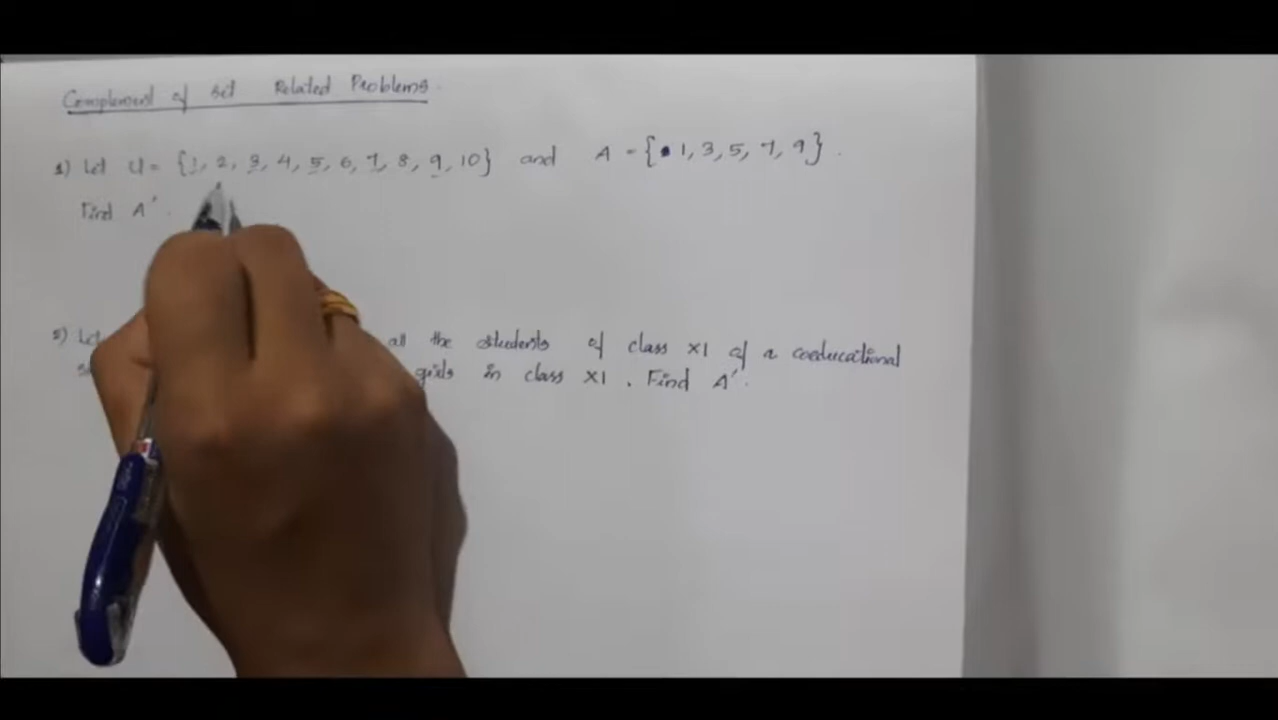 Complement of set Related Problems.
1) Let U = {1, 2, 3, 4, 5, 6, 7, 8, 9, 10} and A = {1, 3, 5, 7, 9}.
Find A'.
2) Let all the students of class XI of a coeducational
girls in class XI. Find A'.